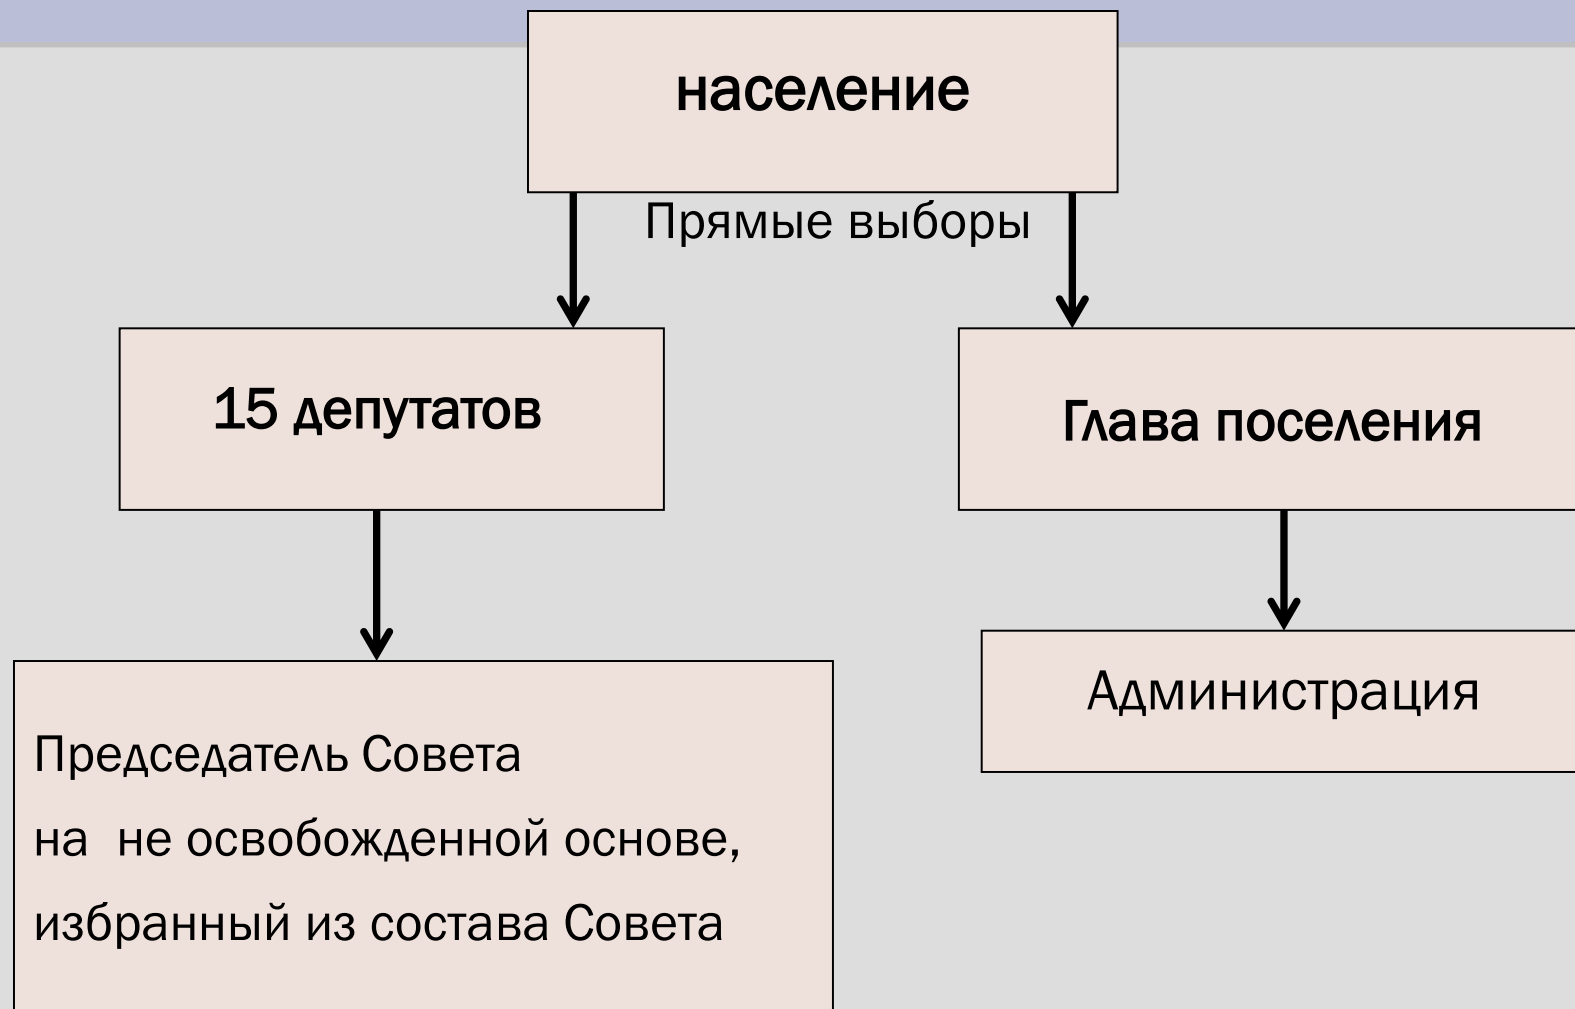 население
Прямые выборы
15 депутатов
Глава поселения
Администрация
Председатель Совета
на  не освобожденной основе,
избранный из состава Совета